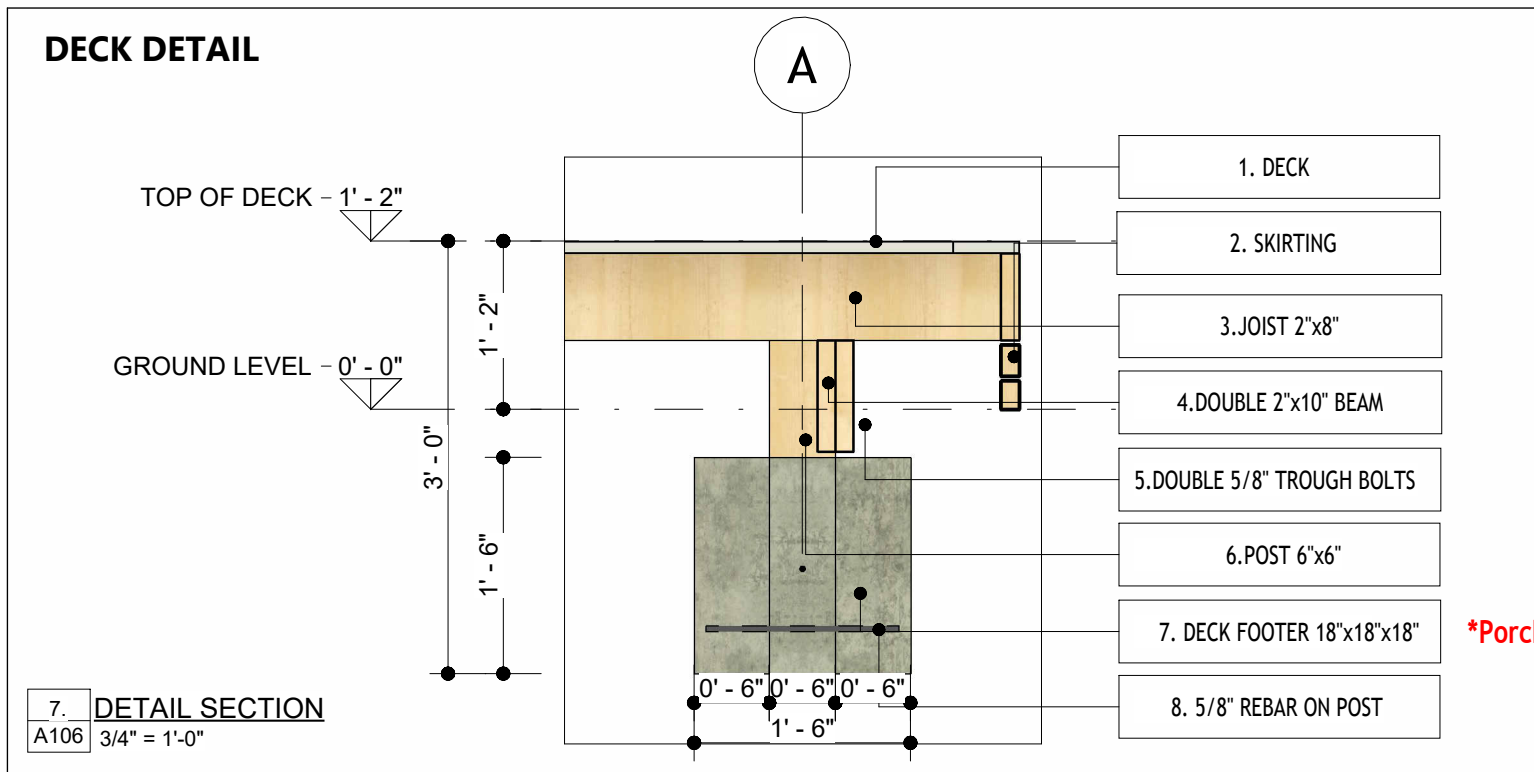 DECK DETAIL
A
TOP OF DECK - 1' - 2"
GROUND LEVEL - 0' - 0"
1' - 2"
3' - 0"
1' - 6"
0' - 6" 0' - 6" 0' - 6"
1' - 6"
1. DECK
2. SKIRTING
3.JOIST 2"x8"
4.DOUBLE 2"x10" BEAM
5.DOUBLE 5/8" TROUGH BOLTS
6.POST 6"x6"
7. DECK FOOTER 18"x18"x18"
8. 5/8" REBAR ON POST
7. DETAIL SECTION
A106 3/4" = 1'-0"